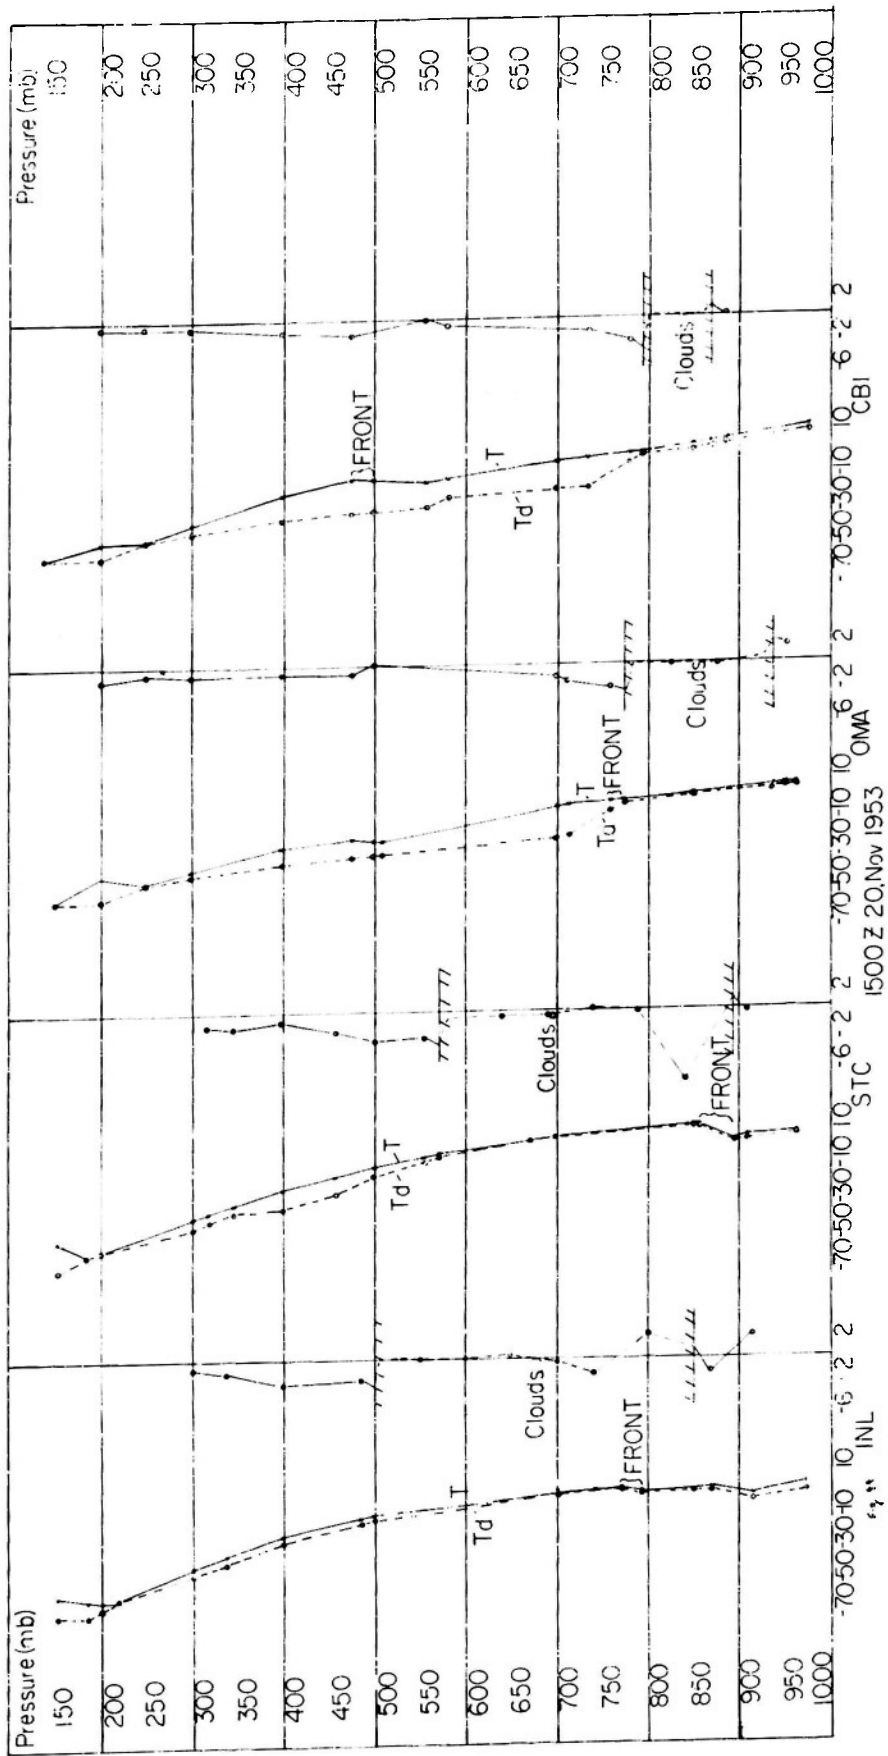 Pressure (mb)
150
200
250
300
350
400
450
500
550
600
650
700
750
800
850
900
950
1000
T
Td
Clouds
}FRONT
-70-50-30-10 10 -6 -2 2
INL
T
Td
Clouds
}FRONT
-70-50-30-10 10 -6 -2 2
STC
T
Td
}FRONT
Clouds
-70-50-30-10 10 -6 -2 2
OMA
}FRONT
T
Td
Clouds
-70-50-30-10 10 -6 -2 2
CBI
Pressure (mb)
150
200
250
300
350
400
450
500
550
600
650
700
750
800
850
900
950
1000
1500 Z 20, Nov 1953